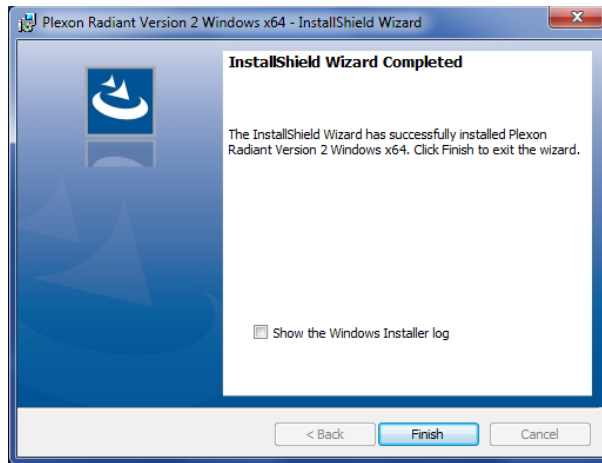 Plexon Radiant Version 2 Windows x64 - InstallShield Wizard
InstallShield Wizard Completed
The InstallShield Wizard has successfully installed Plexon
Radiant Version 2 Windows x64. Click Finish to exit the wizard.
Show the Windows Installer log
< Back Finish Cancel